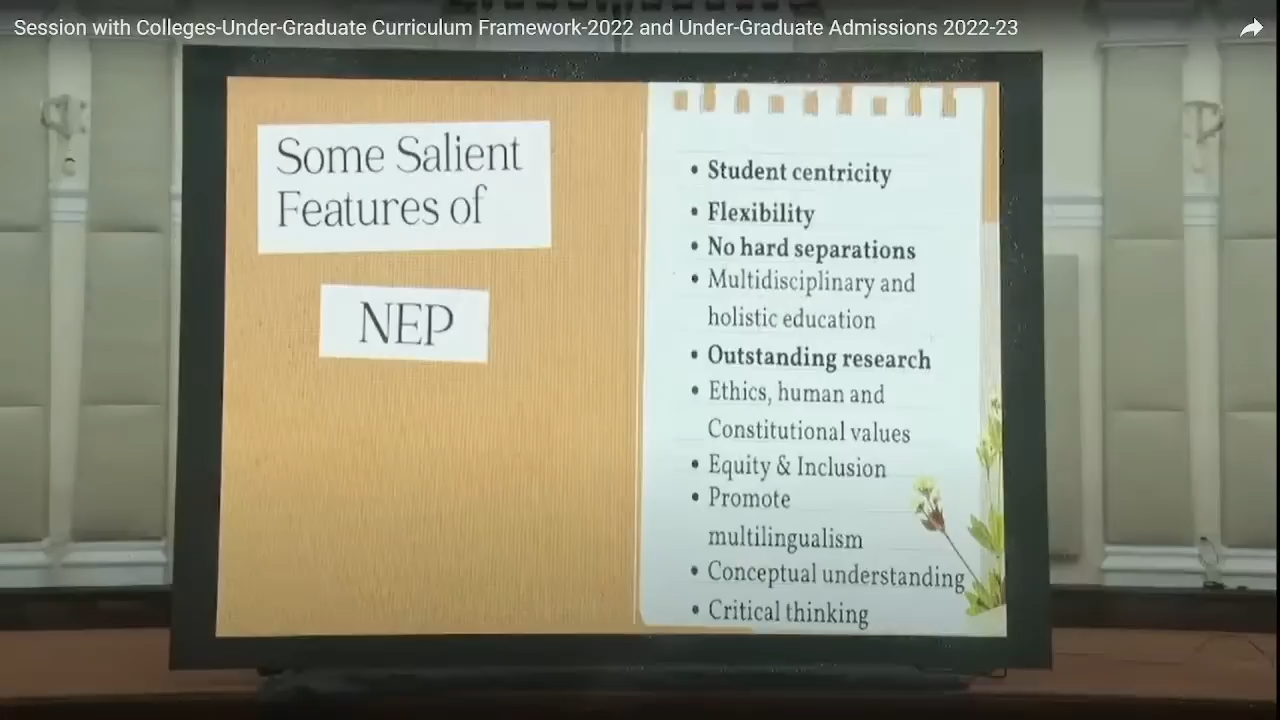 Session with Colleges-Under-Graduate Curriculum Framework-2022 and Under-Graduate Admissions 2022-23
Some Salient
Features of
NEP
• Student centricity
• Flexibility
• No hard separations
• Multidisciplinary and
holistic education
• Outstanding research
• Ethics, human and
Constitutional values
• Equity & Inclusion
• Promote
multilingualism
• Conceptual understanding
• Critical thinking